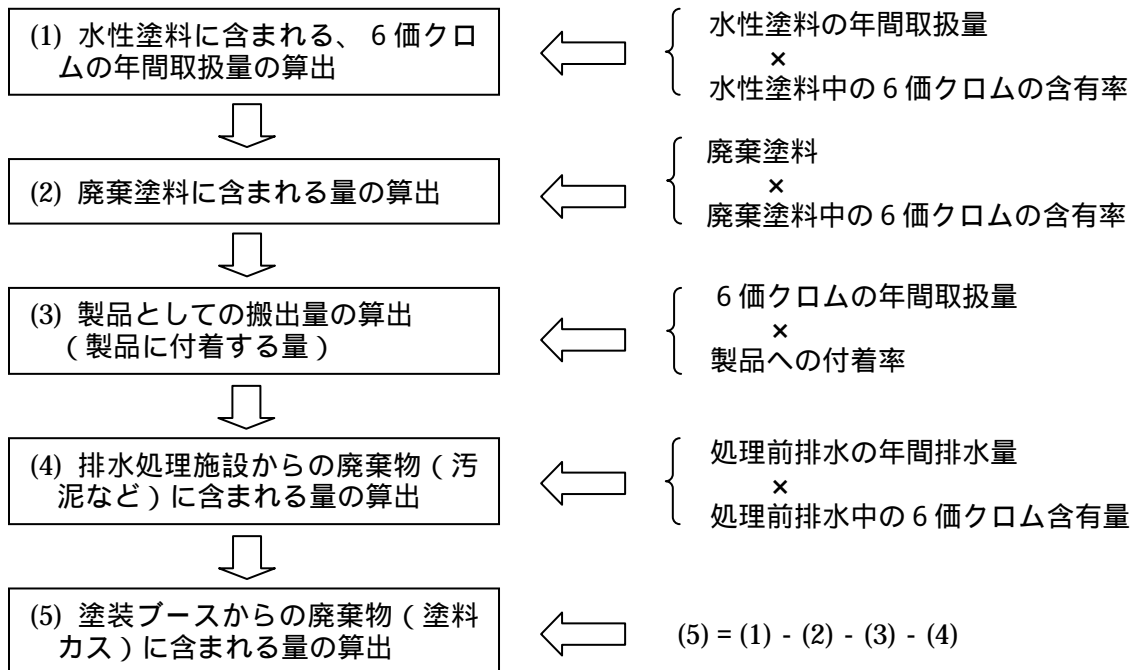 (1) 水性塗料に含まれる、６価クロ
ムの年間取扱量の算出
水性塗料の年間取扱量
×
水性塗料中の６価クロムの含有率
(2) 廃棄塗料に含まれる量の算出
廃棄塗料
×
廃棄塗料中の６価クロムの含有率
(3) 製品としての搬出量の算出
（製品に付着する量）
６価クロムの年間取扱量
×
製品への付着率
(4) 排水処理施設からの廃棄物（汚
泥など）に含まれる量の算出
処理前排水の年間排水量
×
処理前排水中の６価クロム含有量
(5) 塗装ブースからの廃棄物（塗料
カス）に含まれる量の算出
(5) = (1) - (2) - (3) - (4)